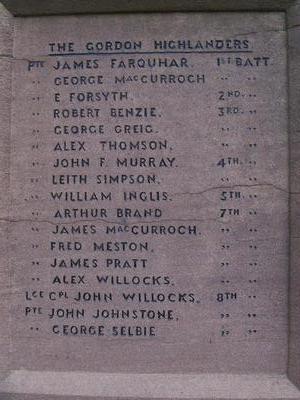 THE GORDON HIGHLANDERS
PTE JAMES FARQUHAR. 1ST BATT.
" GEORGE MACCURROCH " "
" E FORSYTH. 2ND. "
" ROBERT BENZIE. 3RD. "
" GEORGE GREIG. " "
" ALEX THOMSON, " "
" JOHN F. MURRAY. 4TH. "
" LEITH SIMPSON, " "
" WILLIAM INGLIS. 5TH. "
" ARTHUR BRAND 7TH "
" JAMES MACCURROCH. " "
" FRED MESTON, " "
" JAMES PRATT " "
" ALEX WILLOCKS. " "
LCE CPL JOHN WILLOCKS. 8TH "
PTE JOHN JOHNSTONE, " "
" GEORGE SELBIE " "